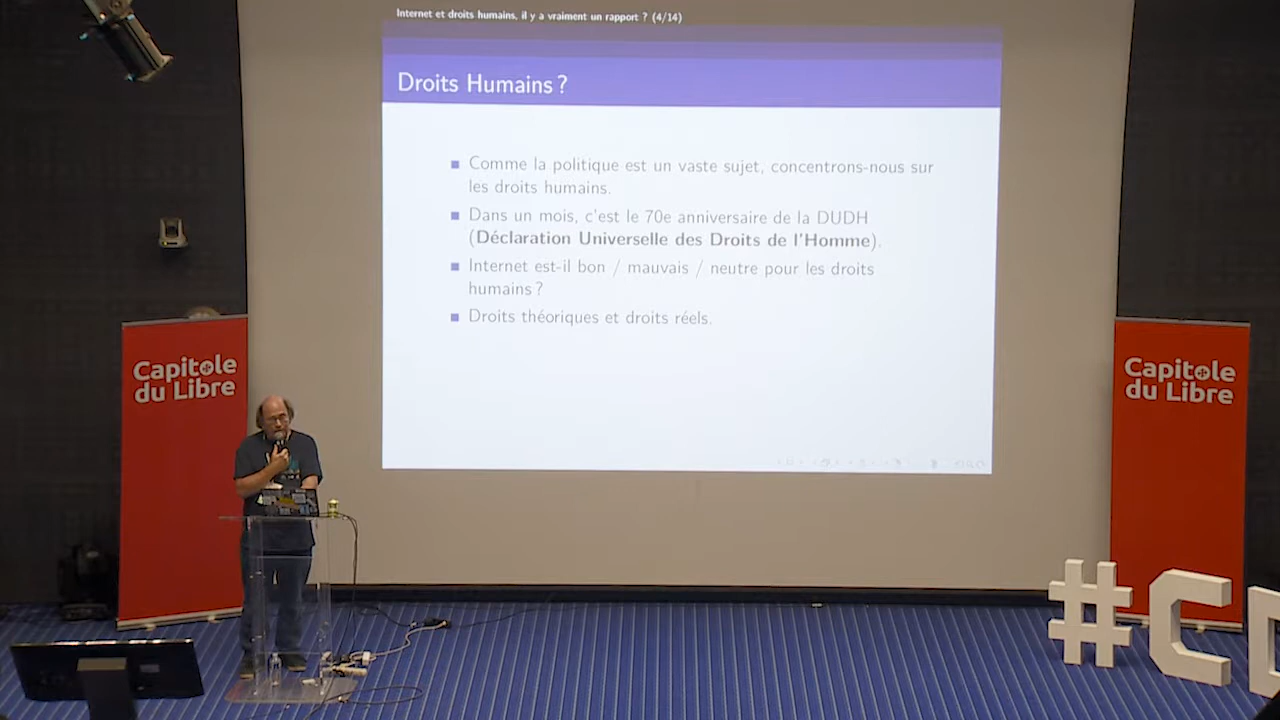 Internet et droits humains, il y a vraiment un rapport ? (4/14)
Droits Humains ?
Comme la politique est un vaste sujet, concentrons-nous sur
les droits humains.
Dans un mois, c'est le 70e anniversaire de la DUDH
(Déclaration Universelle des Droits de l'Homme).
Internet est-il bon / mauvais / neutre pour les droits
humains ?
Droits théoriques et droits réels.
Capitole
du Libre
Capitole
du Libre
#C